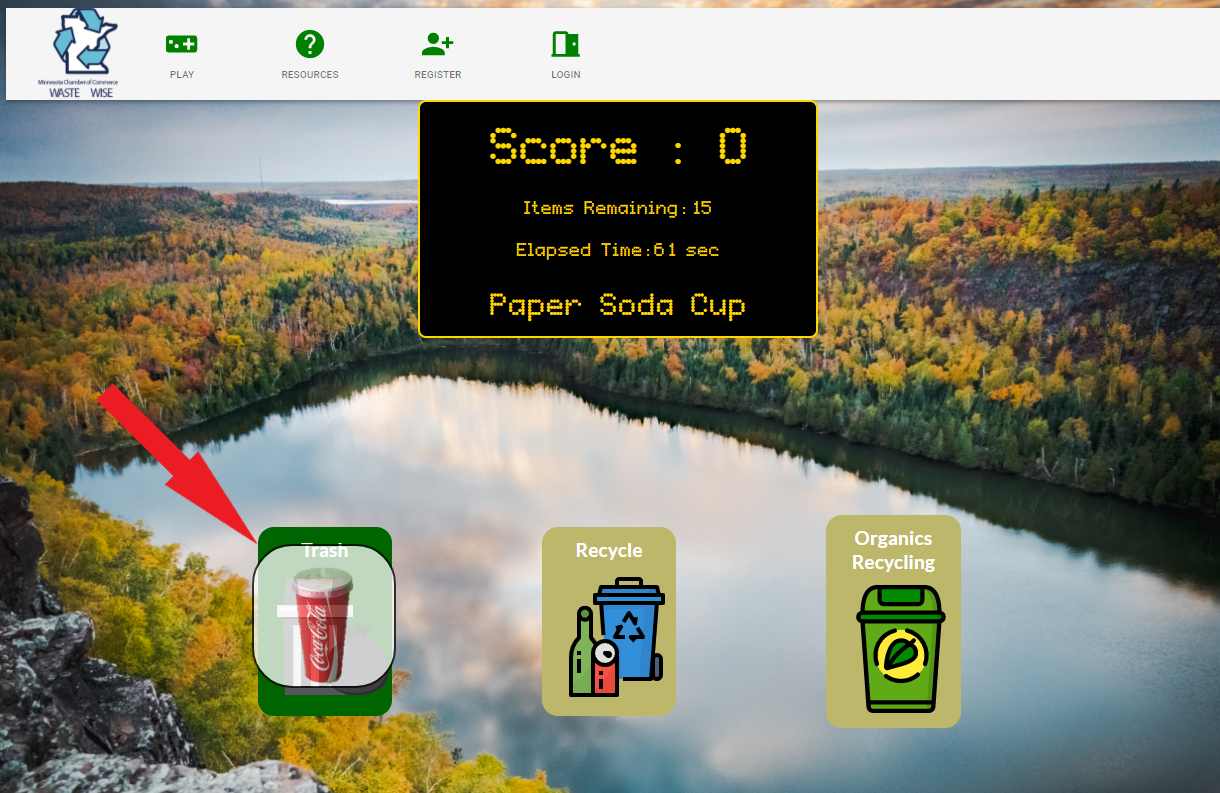 Minnesota Chamber of Commerce
WASTE WISE
PLAY
RESOURCES
REGISTER
LOGIN
Score : 0
Items Remaining: 15
Elapsed Time:61 sec
Paper Soda Cup
Trash
Coca-Cola
Recycle
Organics
Recycling